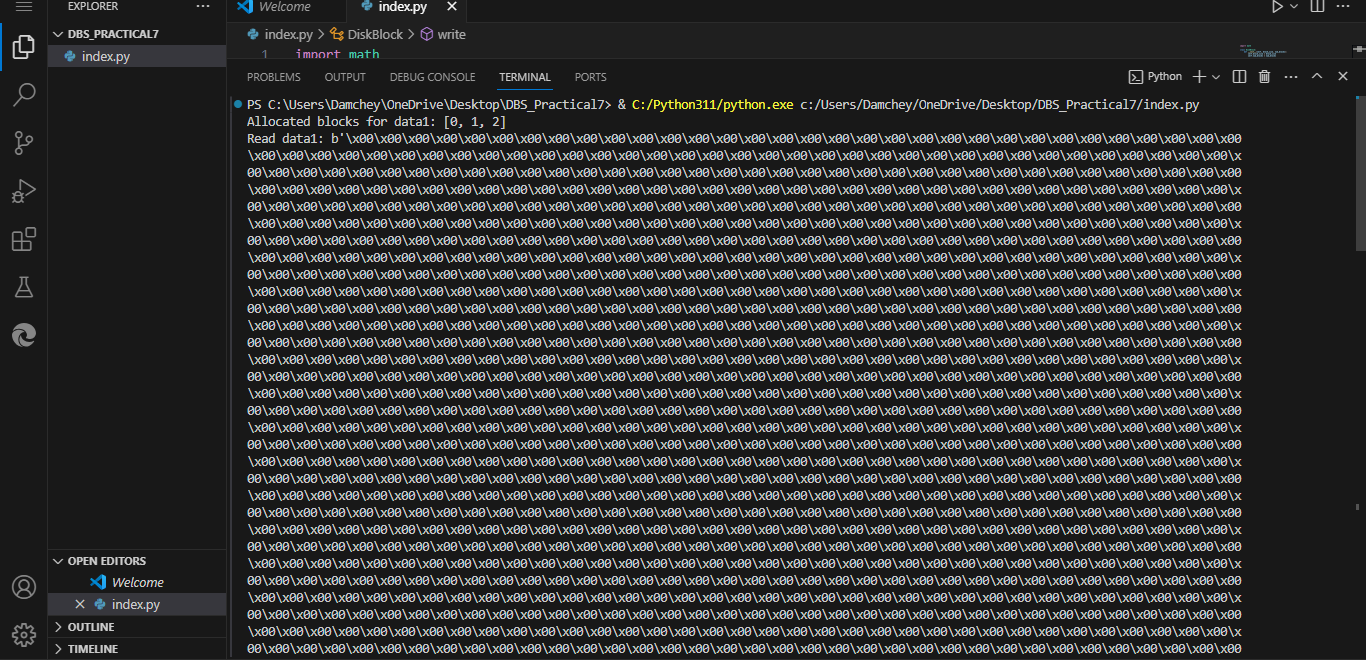 EXPLORER
DBS_PRACTICAL7
index.py
OPEN EDITORS
Welcome
index.py
OUTLINE
TIMELINE
Welcome
index.py
index.py > DiskBlock > write
1 import math
PROBLEMS OUTPUT DEBUG CONSOLE TERMINAL PORTS
Python
PS C:\Users\Damchey\OneDrive\Desktop\DBS_Practical7> & C:/Python311/python.exe c:/Users/Damchey/OneDrive/Desktop/DBS_Practical7/index.py
Allocated blocks for data1: [0, 1, 2]
Read data1: b'\x00\x00\x00\x00\x00\x00\x00\x00\x00\x00\x00\x00\x00\x00\x00\x00\x00\x00\x00\x00\x00\x00\x00\x00\x00\x00\x00\x00\x00\x00\x00\x00
\x00\x00\x00\x00\x00\x00\x00\x00\x00\x00\x00\x00\x00\x00\x00\x00\x00\x00\x00\x00\x00\x00\x00\x00\x00\x00\x00\x00\x00\x00\x00\x00\x00\x00\x00\x
00\x00\x00\x00\x00\x00\x00\x00\x00\x00\x00\x00\x00\x00\x00\x00\x00\x00\x00\x00\x00\x00\x00\x00\x00\x00\x00\x00\x00\x00\x00\x00\x00\x00\x00\x00
\x00\x00\x00\x00\x00\x00\x00\x00\x00\x00\x00\x00\x00\x00\x00\x00\x00\x00\x00\x00\x00\x00\x00\x00\x00\x00\x00\x00\x00\x00\x00\x00\x00\x00\x00\x
00\x00\x00\x00\x00\x00\x00\x00\x00\x00\x00\x00\x00\x00\x00\x00\x00\x00\x00\x00\x00\x00\x00\x00\x00\x00\x00\x00\x00\x00\x00\x00\x00\x00\x00\x00
\x00\x00\x00\x00\x00\x00\x00\x00\x00\x00\x00\x00\x00\x00\x00\x00\x00\x00\x00\x00\x00\x00\x00\x00\x00\x00\x00\x00\x00\x00\x00\x00\x00\x00\x00\x
00\x00\x00\x00\x00\x00\x00\x00\x00\x00\x00\x00\x00\x00\x00\x00\x00\x00\x00\x00\x00\x00\x00\x00\x00\x00\x00\x00\x00\x00\x00\x00\x00\x00\x00\x00
\x00\x00\x00\x00\x00\x00\x00\x00\x00\x00\x00\x00\x00\x00\x00\x00\x00\x00\x00\x00\x00\x00\x00\x00\x00\x00\x00\x00\x00\x00\x00\x00\x00\x00\x00\x
00\x00\x00\x00\x00\x00\x00\x00\x00\x00\x00\x00\x00\x00\x00\x00\x00\x00\x00\x00\x00\x00\x00\x00\x00\x00\x00\x00\x00\x00\x00\x00\x00\x00\x00\x00
\x00\x00\x00\x00\x00\x00\x00\x00\x00\x00\x00\x00\x00\x00\x00\x00\x00\x00\x00\x00\x00\x00\x00\x00\x00\x00\x00\x00\x00\x00\x00\x00\x00\x00\x00\x
00\x00\x00\x00\x00\x00\x00\x00\x00\x00\x00\x00\x00\x00\x00\x00\x00\x00\x00\x00\x00\x00\x00\x00\x00\x00\x00\x00\x00\x00\x00\x00\x00\x00\x00\x00
\x00\x00\x00\x00\x00\x00\x00\x00\x00\x00\x00\x00\x00\x00\x00\x00\x00\x00\x00\x00\x00\x00\x00\x00\x00\x00\x00\x00\x00\x00\x00\x00\x00\x00\x00\x
00\x00\x00\x00\x00\x00\x00\x00\x00\x00\x00\x00\x00\x00\x00\x00\x00\x00\x00\x00\x00\x00\x00\x00\x00\x00\x00\x00\x00\x00\x00\x00\x00\x00\x00\x00
\x00\x00\x00\x00\x00\x00\x00\x00\x00\x00\x00\x00\x00\x00\x00\x00\x00\x00\x00\x00\x00\x00\x00\x00\x00\x00\x00\x00\x00\x00\x00\x00\x00\x00\x00\x
00\x00\x00\x00\x00\x00\x00\x00\x00\x00\x00\x00\x00\x00\x00\x00\x00\x00\x00\x00\x00\x00\x00\x00\x00\x00\x00\x00\x00\x00\x00\x00\x00\x00\x00\x00
\x00\x00\x00\x00\x00\x00\x00\x00\x00\x00\x00\x00\x00\x00\x00\x00\x00\x00\x00\x00\x00\x00\x00\x00\x00\x00\x00\x00\x00\x00\x00\x00\x00\x00\x00\x
00\x00\x00\x00\x00\x00\x00\x00\x00\x00\x00\x00\x00\x00\x00\x00\x00\x00\x00\x00\x00\x00\x00\x00\x00\x00\x00\x00\x00\x00\x00\x00\x00\x00\x00\x00
\x00\x00\x00\x00\x00\x00\x00\x00\x00\x00\x00\x00\x00\x00\x00\x00\x00\x00\x00\x00\x00\x00\x00\x00\x00\x00\x00\x00\x00\x00\x00\x00\x00\x00\x00\x
00\x00\x00\x00\x00\x00\x00\x00\x00\x00\x00\x00\x00\x00\x00\x00\x00\x00\x00\x00\x00\x00\x00\x00\x00\x00\x00\x00\x00\x00\x00\x00\x00\x00\x00\x00
\x00\x00\x00\x00\x00\x00\x00\x00\x00\x00\x00\x00\x00\x00\x00\x00\x00\x00\x00\x00\x00\x00\x00\x00\x00\x00\x00\x00\x00\x00\x00\x00\x00\x00\x00\x
00\x00\x00\x00\x00\x00\x00\x00\x00\x00\x00\x00\x00\x00\x00\x00\x00\x00\x00\x00\x00\x00\x00\x00\x00\x00\x00\x00\x00\x00\x00\x00\x00\x00\x00\x00
\x00\x00\x00\x00\x00\x00\x00\x00\x00\x00\x00\x00\x00\x00\x00\x00\x00\x00\x00\x00\x00\x00\x00\x00\x00\x00\x00\x00\x00\x00\x00\x00\x00\x00\x00\x
00\x00\x00\x00\x00\x00\x00\x00\x00\x00\x00\x00\x00\x00\x00\x00\x00\x00\x00\x00\x00\x00\x00\x00\x00\x00\x00\x00\x00\x00\x00\x00\x00\x00\x00\x00
\x00\x00\x00\x00\x00\x00\x00\x00\x00\x00\x00\x00\x00\x00\x00\x00\x00\x00\x00\x00\x00\x00\x00\x00\x00\x00\x00\x00\x00\x00\x00\x00\x00\x00\x00\x
00\x00\x00\x00\x00\x00\x00\x00\x00\x00\x00\x00\x00\x00\x00\x00\x00\x00\x00\x00\x00\x00\x00\x00\x00\x00\x00\x00\x00\x00\x00\x00\x00\x00\x00\x00
\x00\x00\x00\x00\x00\x00\x00\x00\x00\x00\x00\x00\x00\x00\x00\x00\x00\x00\x00\x00\x00\x00\x00\x00\x00\x00\x00\x00\x00\x00\x00\x00\x00\x00\x00\x
00\x00\x00\x00\x00\x00\x00\x00\x00\x00\x00\x00\x00\x00\x00\x00\x00\x00\x00\x00\x00\x00\x00\x00\x00\x00\x00\x00\x00\x00\x00\x00\x00\x00\x00\x00
\x00\x00\x00\x00\x00\x00\x00\x00\x00\x00\x00\x00\x00\x00\x00\x00\x00\x00\x00\x00\x00\x00\x00\x00\x00\x00\x00\x00\x00\x00\x00\x00\x00\x00\x00\x
00\x00\x00\x00\x00\x00\x00\x00\x00\x00\x00\x00\x00\x00\x00\x00\x00\x00\x00\x00\x00\x00\x00\x00\x00\x00\x00\x00\x00\x00\x00\x00\x00\x00\x00\x00
\x00\x00\x00\x00\x00\x00\x00\x00\x00\x00\x00\x00\x00\x00\x00\x00\x00\x00\x00\x00\x00\x00\x00\x00\x00\x00\x00\x00\x00\x00\x00\x00\x00\x00\x00\x
00\x00\x00\x00\x00\x00\x00\x00\x00\x00\x00\x00\x00\x00\x00\x00\x00\x00\x00\x00\x00\x00\x00\x00\x00\x00\x00\x00\x00\x00\x00\x00\x00\x00\x00\x00